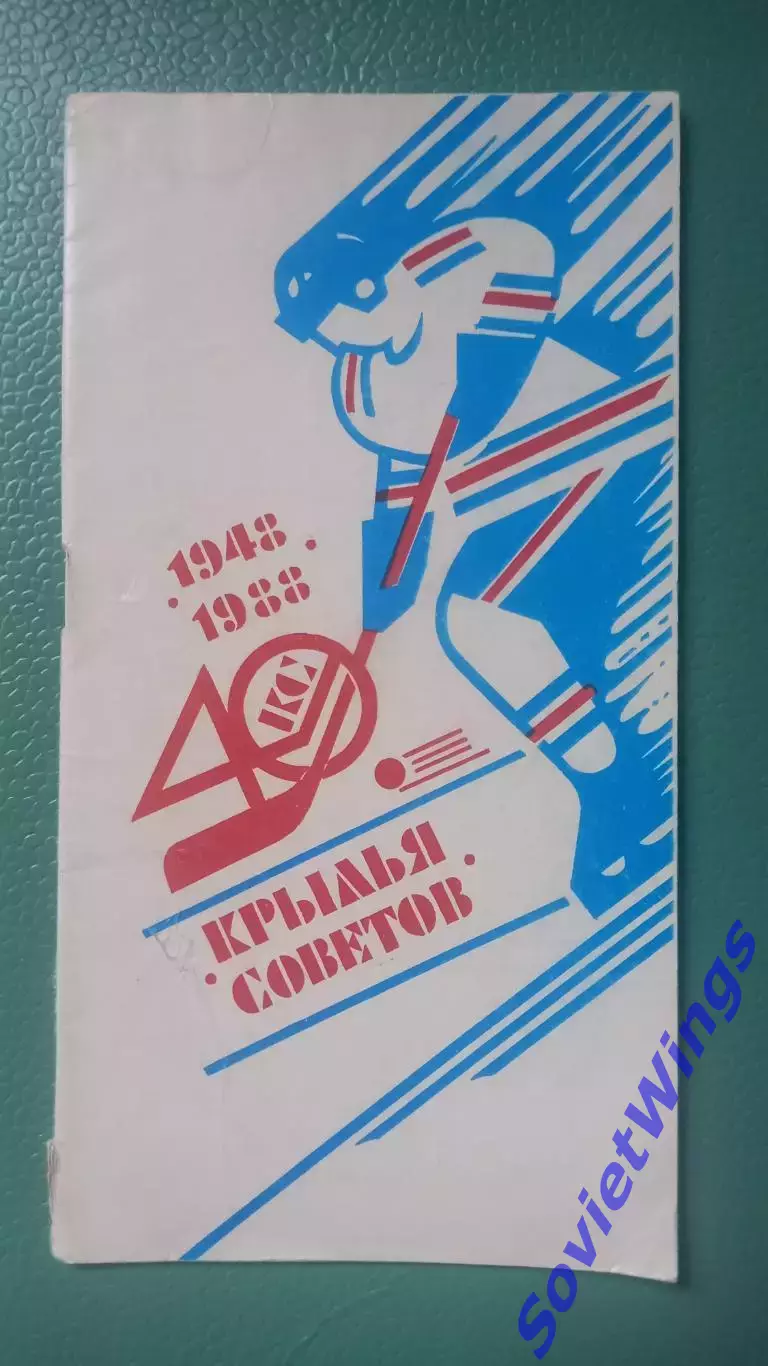 1948
· 1988 ·
40
КС
КРЫЛЬЯ
· СОВЕТОВ ·
SovietWings